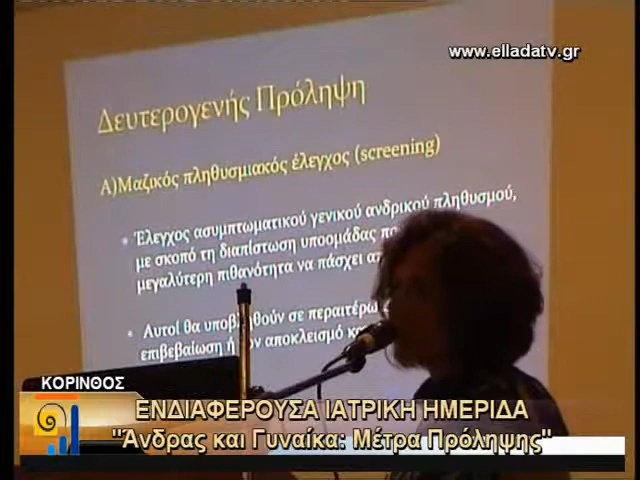 www.elladatv.gr
Δευτερογενής Πρόληψη
Α)Μαζικός πληθυσμιακός έλεγχος (screening)
• Έλεγχος ασυμπτωματικού γενικού ανδρικού πληθυσμού,
με σκοπό τη διαπίστωση υποομάδας
μεγαλύτερη πιθανότητα να πάσχει
• Αυτοί θα υποβληθούν σε περαιτέρω
επιβεβαίωση ή τον αποκλεισμό
ΚΟΡΙΝΘΟΣ
ΕΝΔΙΑΦΕΡΟΥΣΑ ΙΑΤΡΙΚΗ ΗΜΕΡΙΔΑ
"Άνδρας και Γυναίκα: Μέτρα Πρόληψης"